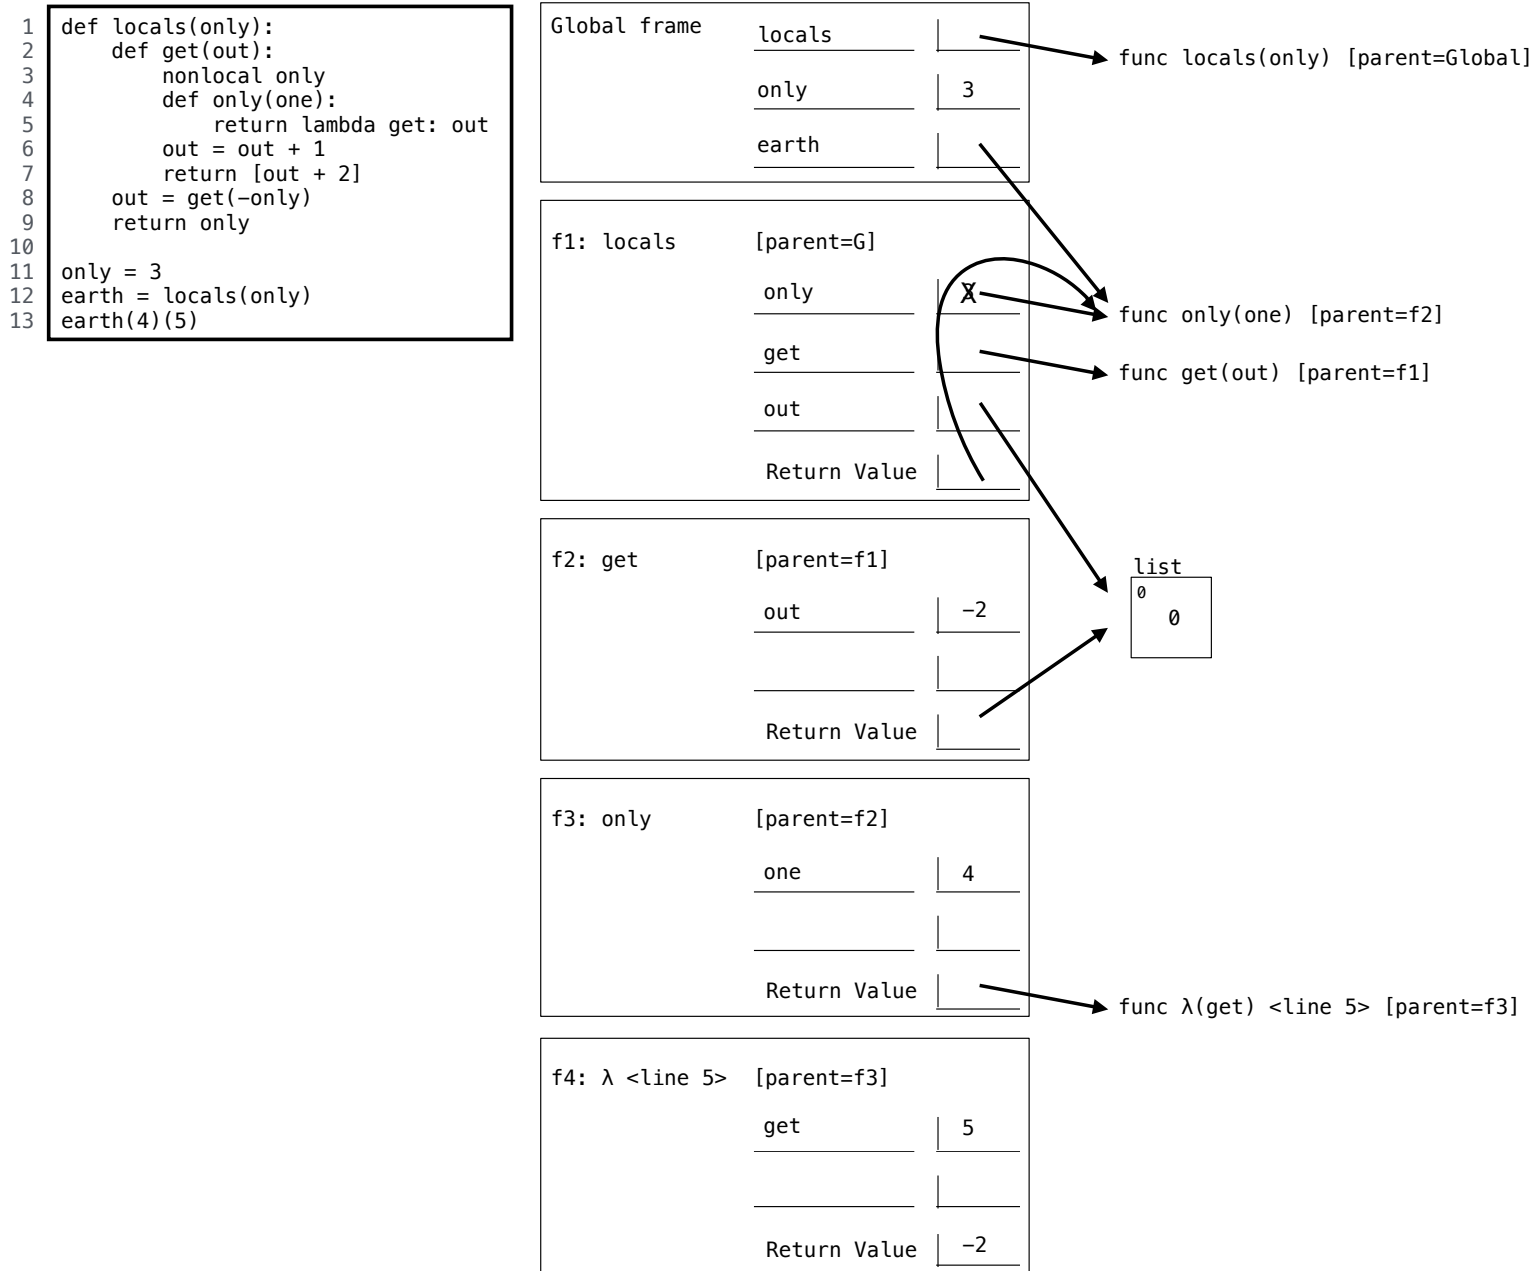 1 def locals(only):
2     def get(out):
3         nonlocal only
4         def only(one):
5             return lambda get: out
6         out = out + 1
7         return [out + 2]
8     out = get(−only)
9     return only
10
11 only = 3
12 earth = locals(only)
13 earth(4)(5)
Global frame
locals
func locals(only) [parent=Global]
only 3
earth
f1: locals [parent=G]
only 3
func only(one) [parent=f2]
get
func get(out) [parent=f1]
out
Return Value
f2: get [parent=f1]
list
out −2
0
0
Return Value
f3: only [parent=f2]
one 4
Return Value
func λ(get) <line 5> [parent=f3]
f4: λ <line 5> [parent=f3]
get 5
Return Value −2